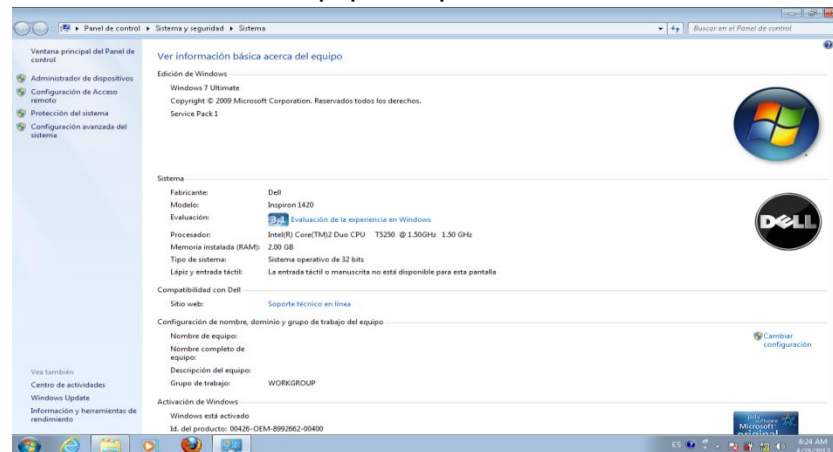 Panel de control ▸ Sistema y seguridad ▸ Sistema
Buscar en el Panel de control
Ventana principal del Panel de control
Administrador de dispositivos
Configuración de Acceso remoto
Protección del sistema
Configuración avanzada del sistema
Ver información básica acerca del equipo
Edición de Windows
Windows 7 Ultimate
Copyright © 2009 Microsoft Corporation. Reservados todos los derechos.
Service Pack 1
Sistema
Fabricante: Dell
Modelo: Inspiron 1420
Evaluación: 3,1 Evaluación de la experiencia en Windows
Procesador: Intel(R) Core(TM)2 Duo CPU T5250 @ 1.50GHz 1.50 GHz
Memoria instalada (RAM): 2.00 GB
Tipo de sistema: Sistema operativo de 32 bits
Lápiz y entrada táctil: La entrada táctil o manuscrita no está disponible para esta pantalla
DELL
Compatibilidad con Dell
Sitio web: Soporte técnico en línea
Configuración de nombre, dominio y grupo de trabajo del equipo
Nombre de equipo:
Cambiar configuración
Nombre completo de equipo:
Descripción del equipo:
Grupo de trabajo: WORKGROUP
Activación de Windows
Windows está activado
Id. del producto: 00426-OEM-8992662-00400
Vea también
Centro de actividades
Windows Update
Información y herramientas de rendimiento
software
Microsoft
original
ES
8:24 AM